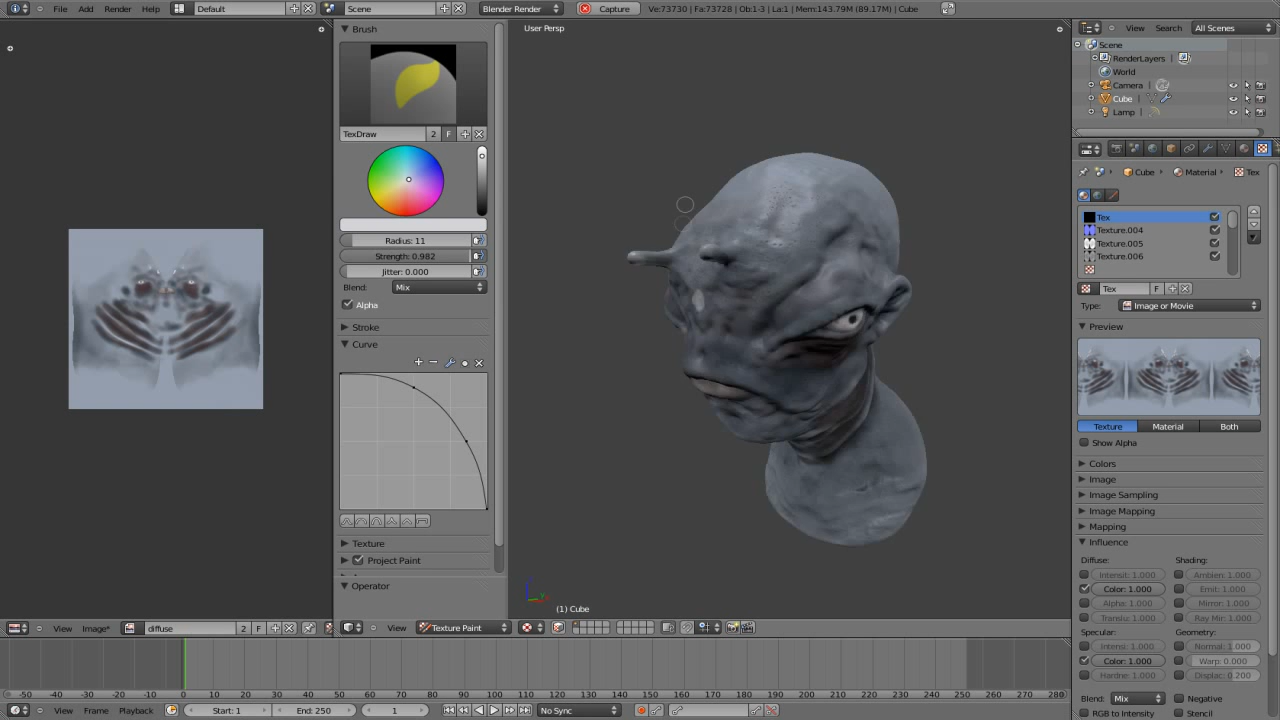 File Add Render Help Default Scene Blender Render Capture Ve:73730 | Fa:73728 | Ob:1-3 | La:1 | Mem:143.79M (89.17M) | Cube
Brush
TexDraw 2 F
Radius: 11
Strength: 0.982
Jitter: 0.000
Blend: Mix
Alpha
Stroke
Curve
Texture
Project Paint
Operator
User Persp
(1) Cube
View Search All Scenes
Scene
RenderLayers
World
Camera
Cube
Lamp
Cube Material Tex
Tex
Texture.004
Texture.005
Texture.006
Tex F
Type: Image or Movie
Preview
Texture Material Both
Show Alpha
Colors
Image
Image Sampling
Image Mapping
Mapping
Influence
Diffuse: Shading:
Intensit: 1.000 Ambien: 1.000
Color: 1.000 Emit: 1.000
Alpha: 1.000 Mirror: 1.000
Translu: 1.000 Ray Mir: 1.000
Specular: Geometry:
Intensi: 1.000 Normal: 1.000
Color: 1.000 Warp: 0.000
Hardne: 1.000 Displac: 0.200
Blend: Mix Negative
RGB to Intensity Stencil
View Image* diffuse 2 F
View Texture Paint
-50 -40 -30 -20 -10 0 10 20 30 40 50 60 70 80 90 100 110 120 130 140 150 160 170 180 190 200 210 220 230 240 250 260 270 280
View Frame Playback Start: 1 End: 250 1 No Sync